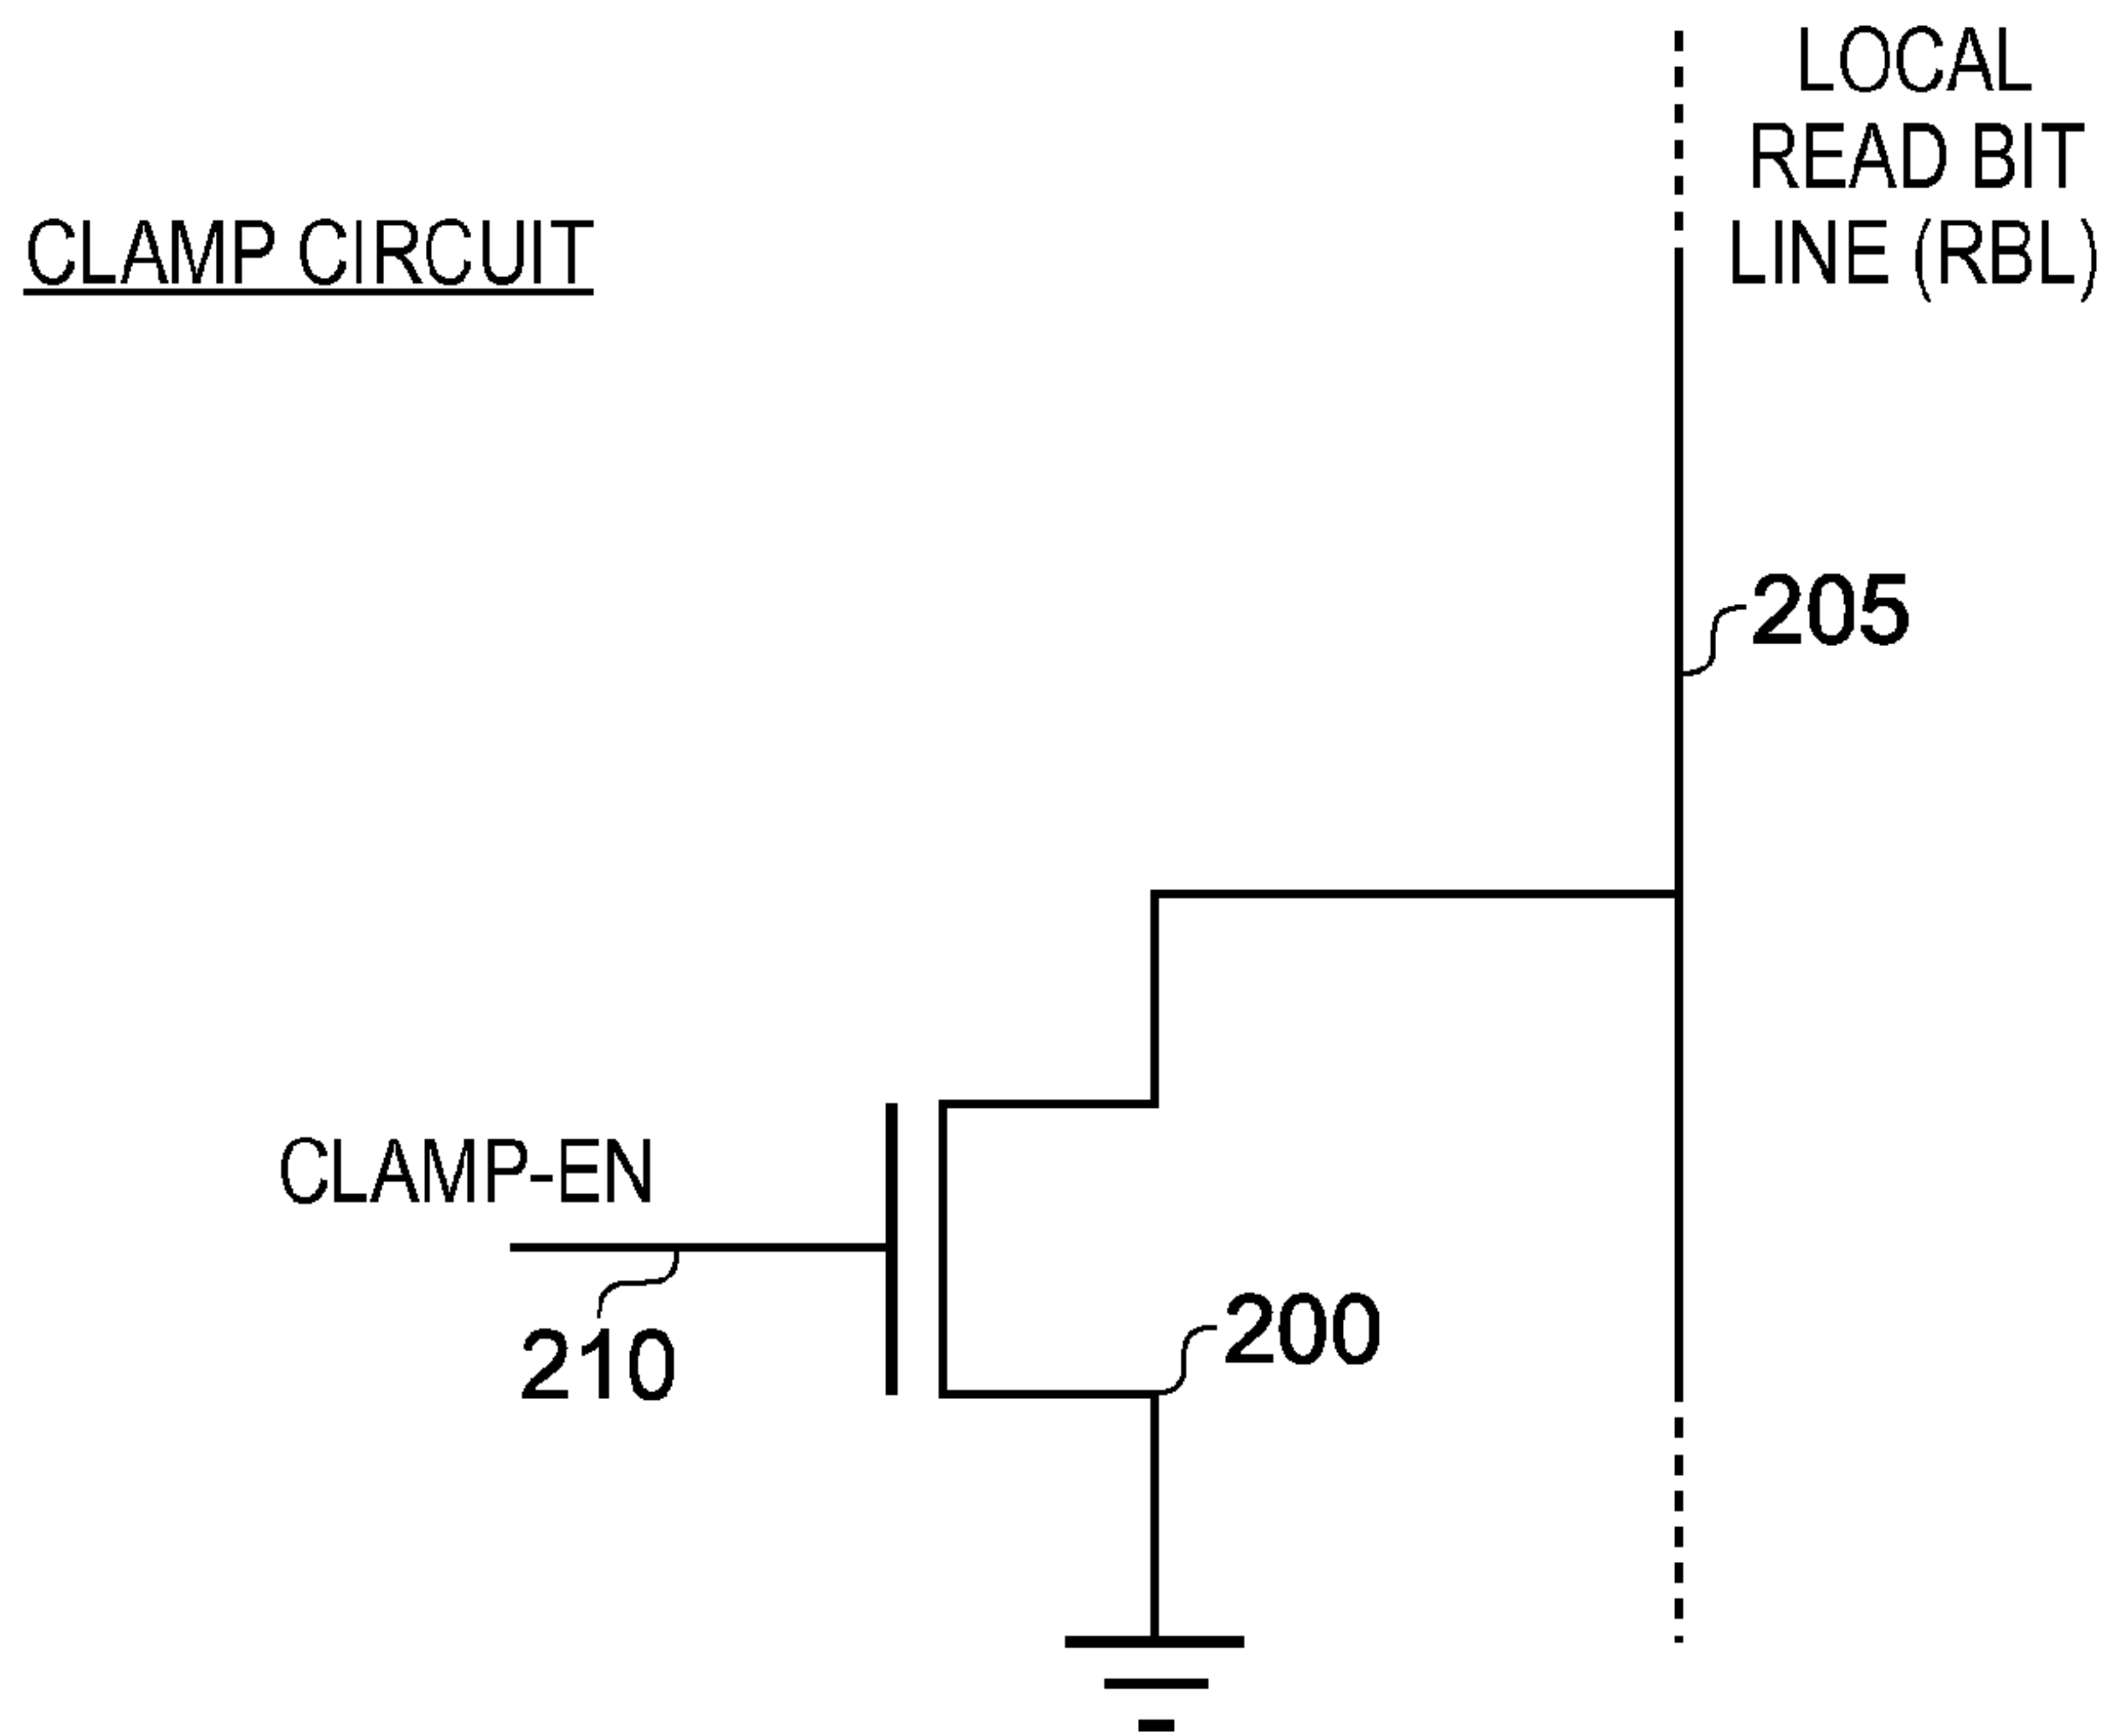 CLAMP CIRCUIT
LOCAL
READ BIT
LINE (RBL)
205
CLAMP-EN
210
200